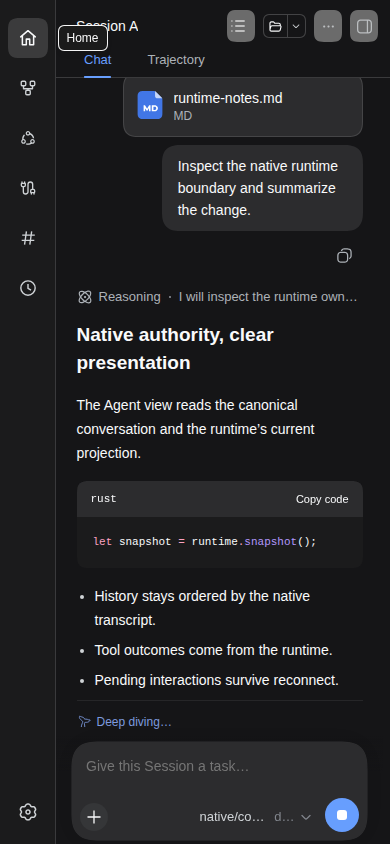 Session A
Home
Chat
Trajectory
runtime-notes.md
MD
MD
Inspect the native runtime
boundary and summarize
the change.
Reasoning · I will inspect the runtime own…
Native authority, clear
presentation
The Agent view reads the canonical
conversation and the runtime’s current
projection.
rust
Copy code
let snapshot = runtime.snapshot();
• History stays ordered by the native
transcript.
• Tool outcomes come from the runtime.
• Pending interactions survive reconnect.
Deep diving…
Give this Session a task…
native/co… d…